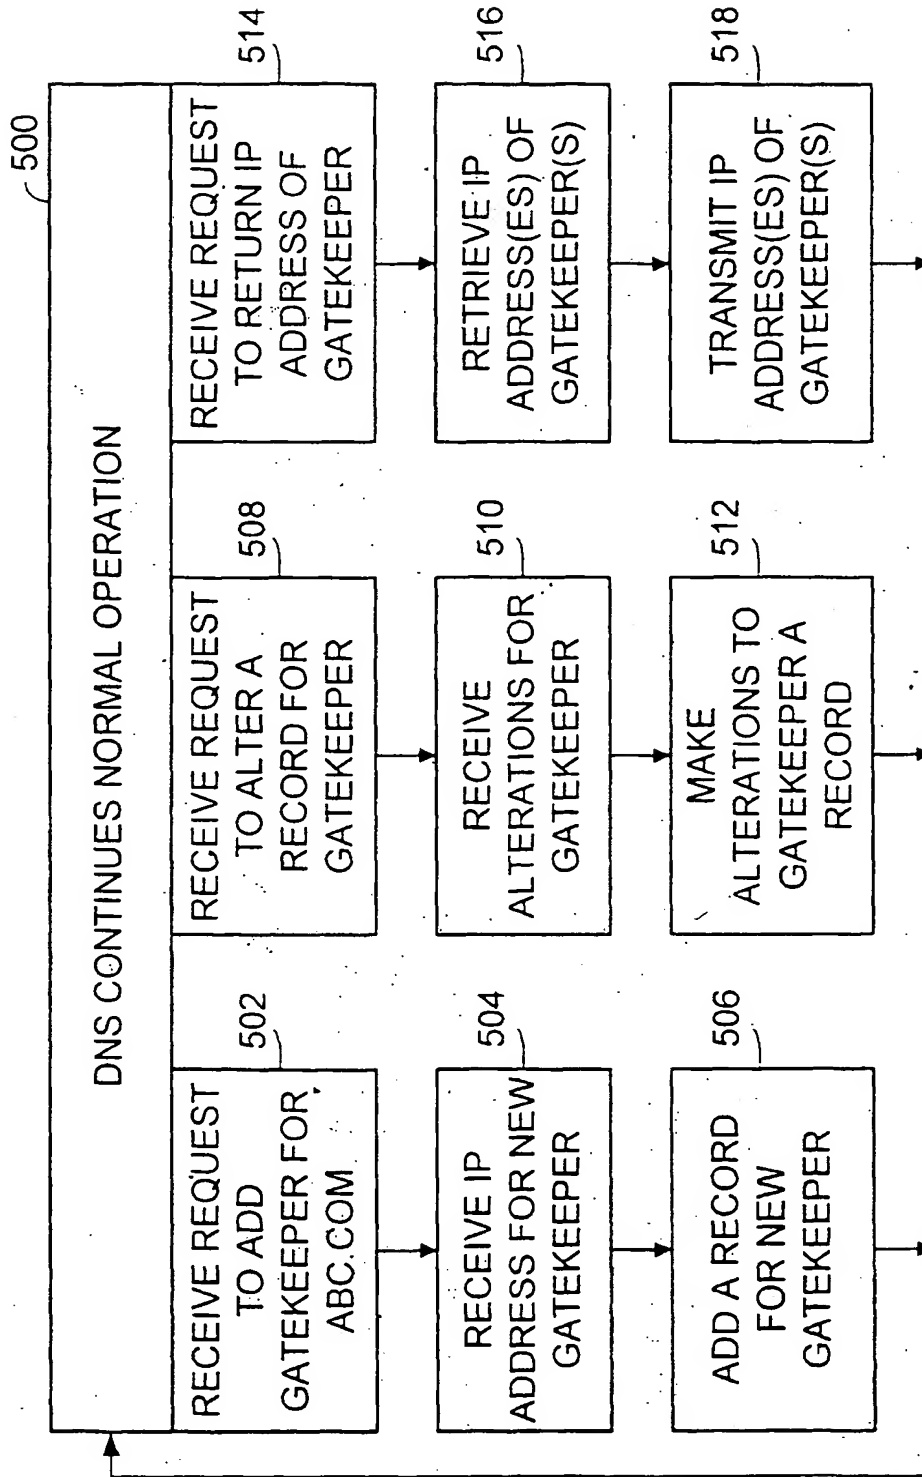 500
DNS CONTINUES NORMAL OPERATION
RECEIVE REQUEST
TO ADD
GATEKEEPER FOR
ABC.COM
502
RECEIVE IP
ADDRESS FOR NEW
GATEKEEPER
504
ADD A RECORD
FOR NEW
GATEKEEPER
506
RECEIVE REQUEST
TO ALTER A
RECORD FOR
GATEKEEPER
508
RECEIVE
ALTERATIONS FOR
GATEKEEPER
510
MAKE
ALTERATIONS TO
GATEKEEPER A
RECORD
512
RECEIVE REQUEST
TO RETURN IP
ADDRESS OF
GATEKEEPER
514
RETRIEVE IP
ADDRESS(ES) OF
GATEKEEPER(S)
516
TRANSMIT IP
ADDRESS(ES) OF
GATEKEEPER(S)
518